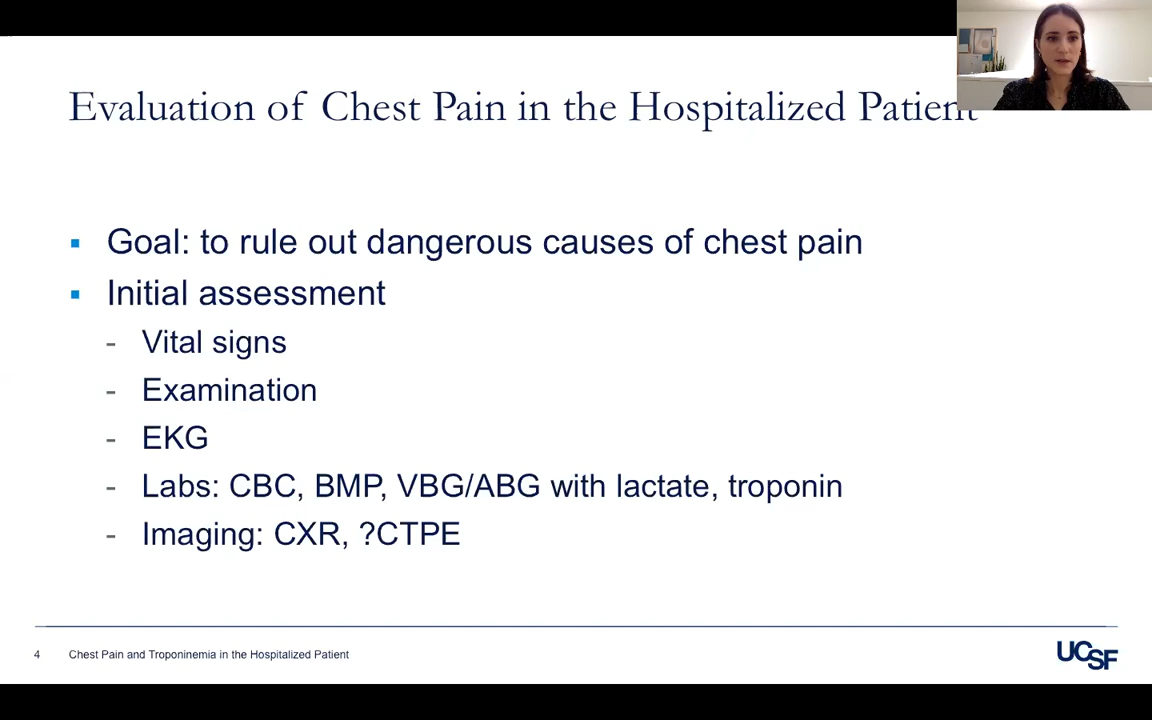 Evaluation of Chest Pain in the Hospitalized Patient
▪ Goal: to rule out dangerous causes of chest pain
▪ Initial assessment
- Vital signs
- Examination
- EKG
- Labs: CBC, BMP, VBG/ABG with lactate, troponin
- Imaging: CXR, ?CTPE
4 Chest Pain and Troponinemia in the Hospitalized Patient
UCSF